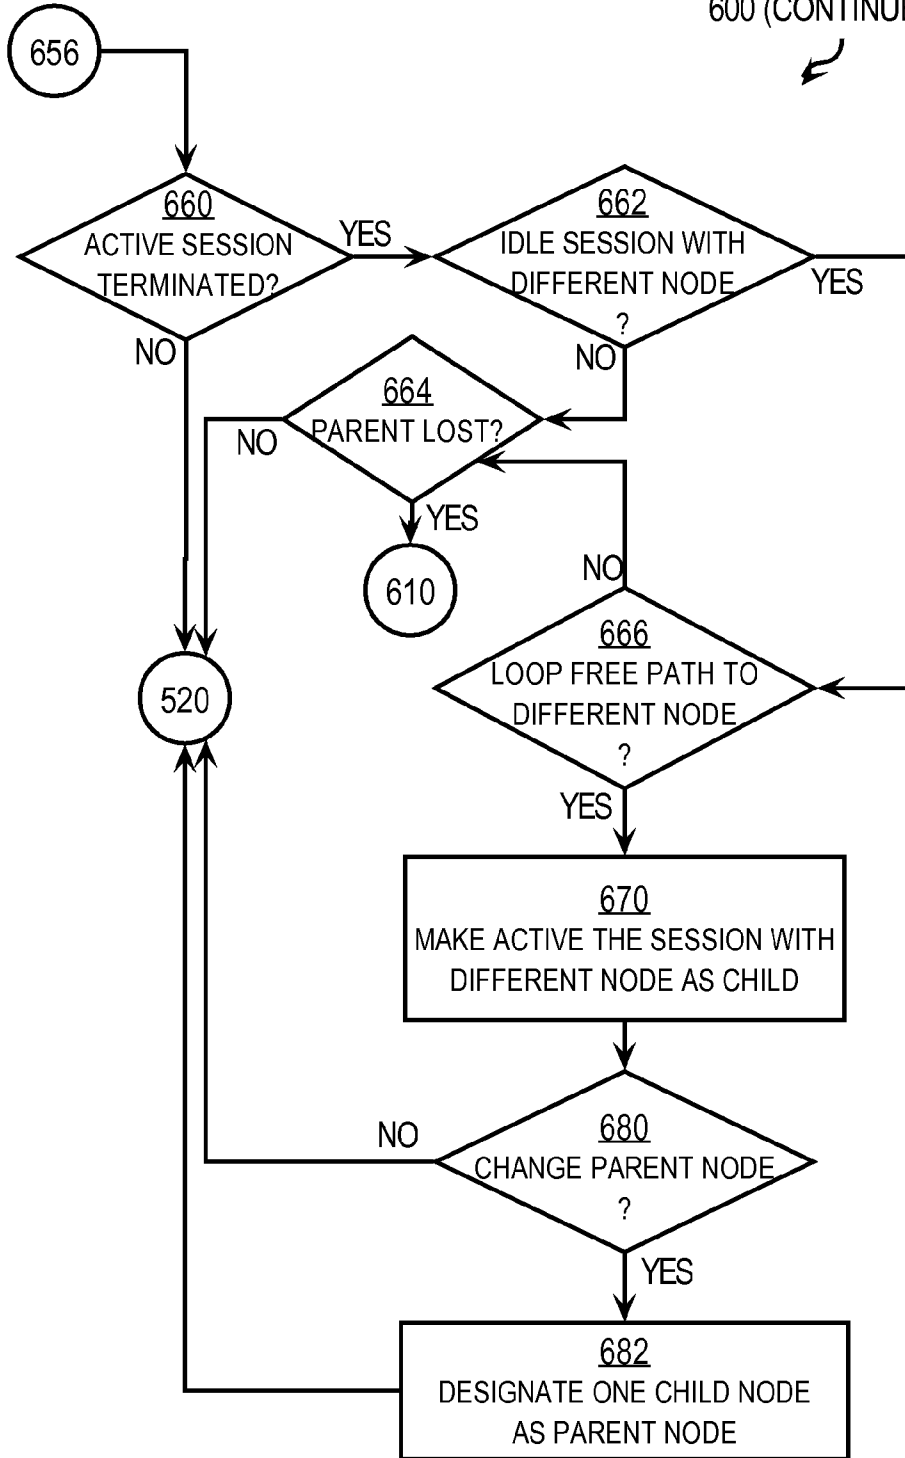 600 (CONTINU
656
660
ACTIVE SESSION
TERMINATED?
YES
NO
662
IDLE SESSION WITH
DIFFERENT NODE
?
YES
NO
664
PARENT LOST?
NO
YES
610
520
NO
666
LOOP FREE PATH TO
DIFFERENT NODE
?
YES
670
MAKE ACTIVE THE SESSION WITH
DIFFERENT NODE AS CHILD
680
CHANGE PARENT NODE
?
NO
YES
682
DESIGNATE ONE CHILD NODE
AS PARENT NODE